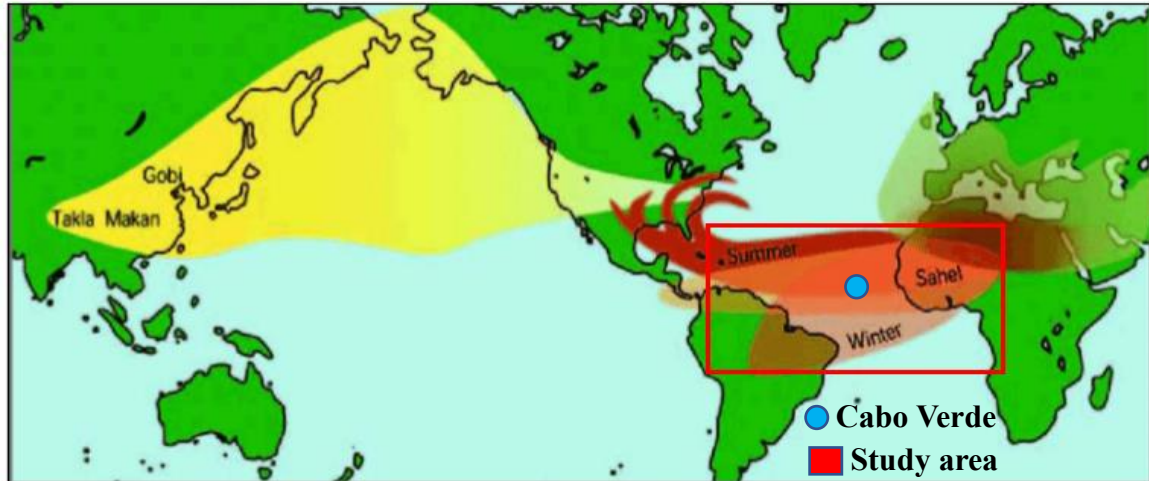 Gobi
Takla Makan
Summer
Sahel
Winter
Cabo Verde
Study area